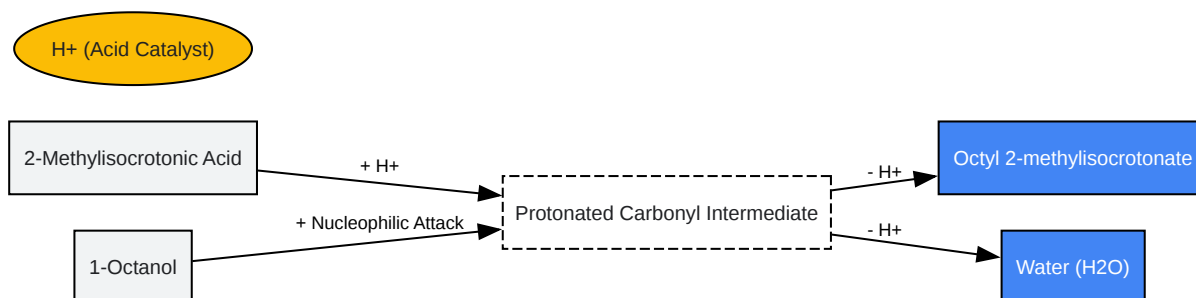 H+ (Acid Catalyst)
2-Methylisocrotonic Acid
+ H+
1-Octanol
+ Nucleophilic Attack
Protonated Carbonyl Intermediate
- H+
Octyl 2-methylisocrotonate
- H+
Water (H2O)